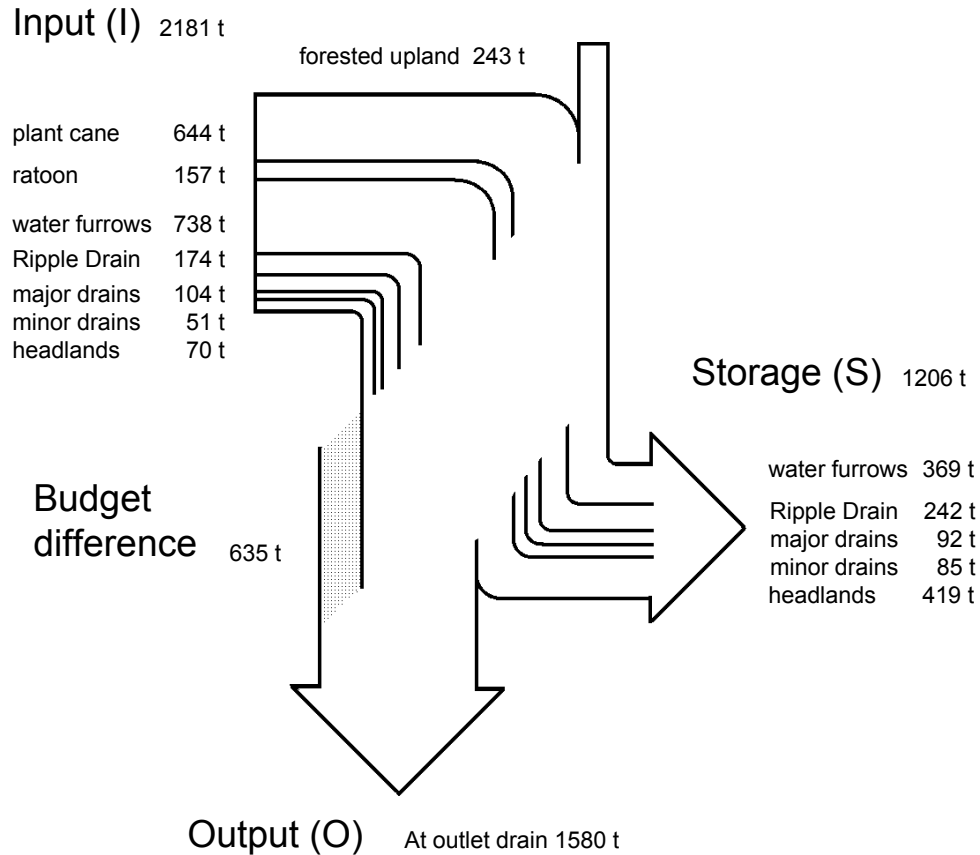 Input (I) 2181 t
forested upland 243 t
plant cane 644 t
ratoon 157 t
water furrows 738 t
Ripple Drain 174 t
major drains 104 t
minor drains 51 t
headlands 70 t
Storage (S) 1206 t
water furrows 369 t
Ripple Drain 242 t
major drains 92 t
minor drains 85 t
headlands 419 t
Budget
difference 635 t
Output (O) At outlet drain 1580 t